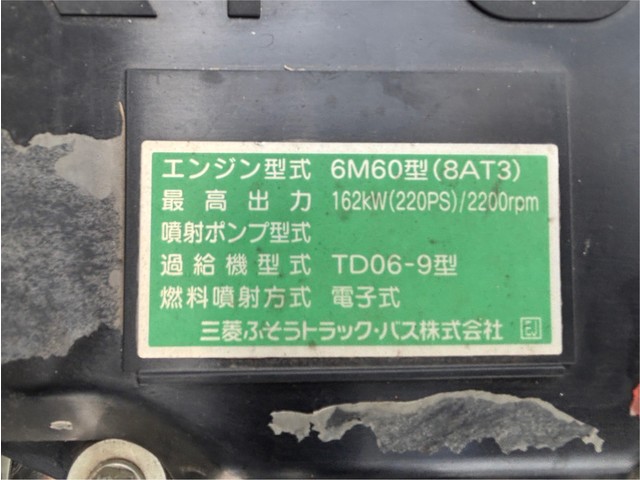 エンジン型式 6M60型(8AT3)
最高出力 162kW(220PS)/2200rpm
噴射ポンプ型式
過給機型式 TD06-9型
燃料噴射方式 電子式
三菱ふそうトラック・バス株式会社